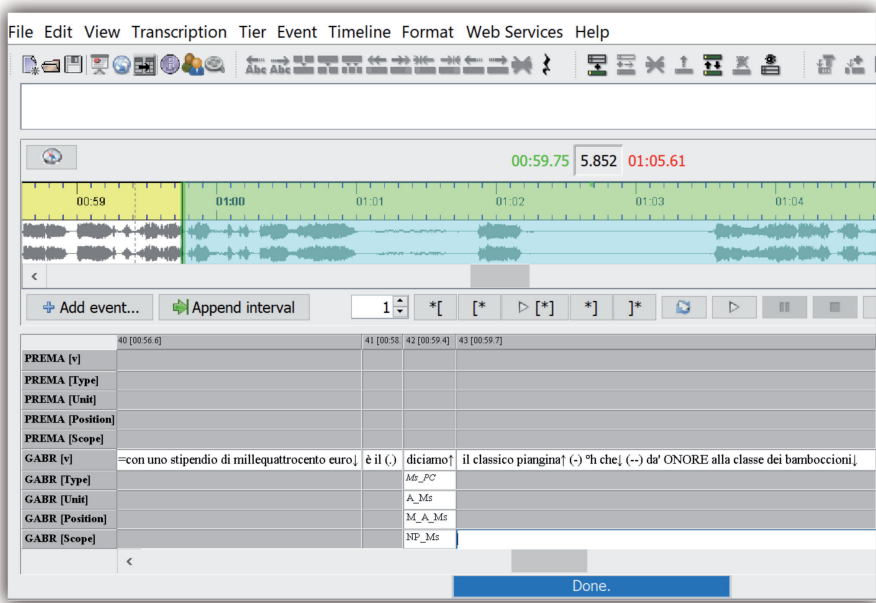 File Edit View Transcription Tier Event Timeline Format Web Services Help
Abc Abc
00:59.75 5.852 01:05.61
00:59 01:00 01:01 01:02 01:03 01:04
<
Add event... Append interval 1 *[ [* [*] *] ]*
40 [00:56.6] 41 [00:58. 42 [00:59.4] 43 [00:59.7]
PREMA [v]
PREMA [Type]
PREMA [Unit]
PREMA [Position]
PREMA [Scope]
GABR [v] =con uno stipendio di millequattrocento euro↓ è il (.) diciamo↑ il classico piangina↑ (-) °h che↓ (--) da' ONORE alla classe dei bamboccioni↓
GABR [Type] Ms_PC
GABR [Unit] A_Ms
GABR [Position] M_A_Ms
GABR [Scope] NP_Ms
<
Done.